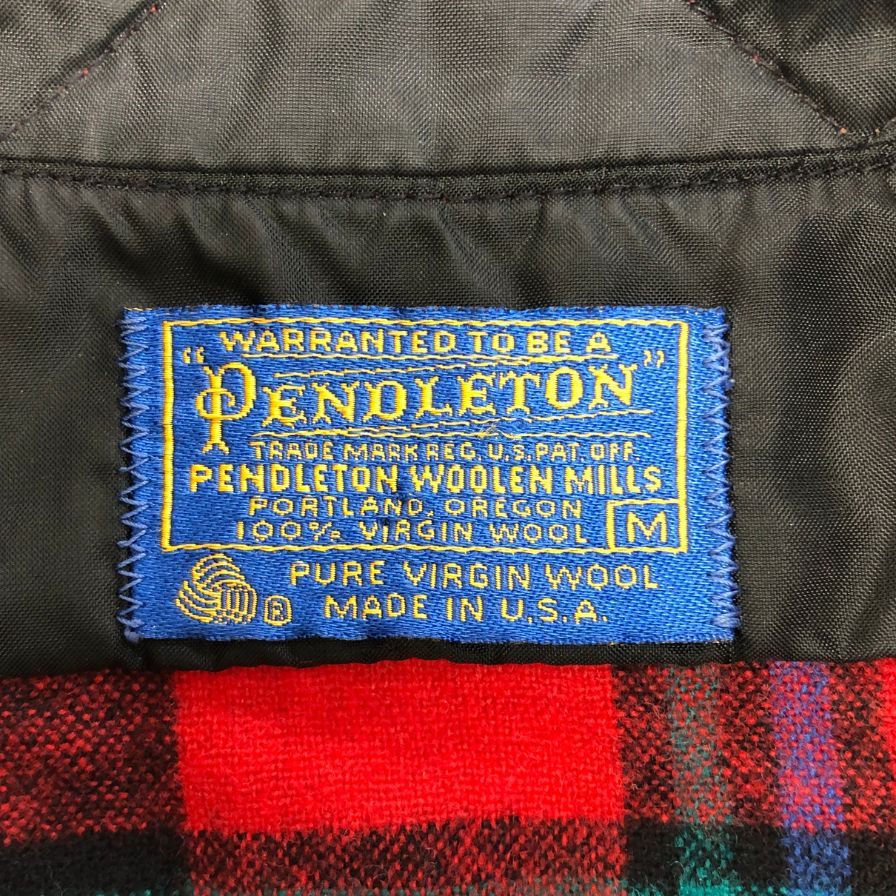 WARRANTED TO BE A
"PENDLETON"
TRADE MARK REG. U.S. PAT. OFF.
PENDLETON WOOLEN MILLS
PORTLAND, OREGON
100% VIRGIN WOOL M
® PURE VIRGIN WOOL
MADE IN U.S.A.